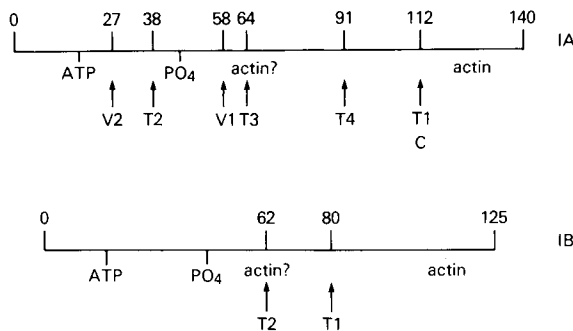 0 27 38 58 64 91 112 140
IA
ATP PO4 actin? actin
V2 T2 V1 T3 T4 T1
C
0 62 80 125
IB
ATP PO4 actin? actin
T2 T1